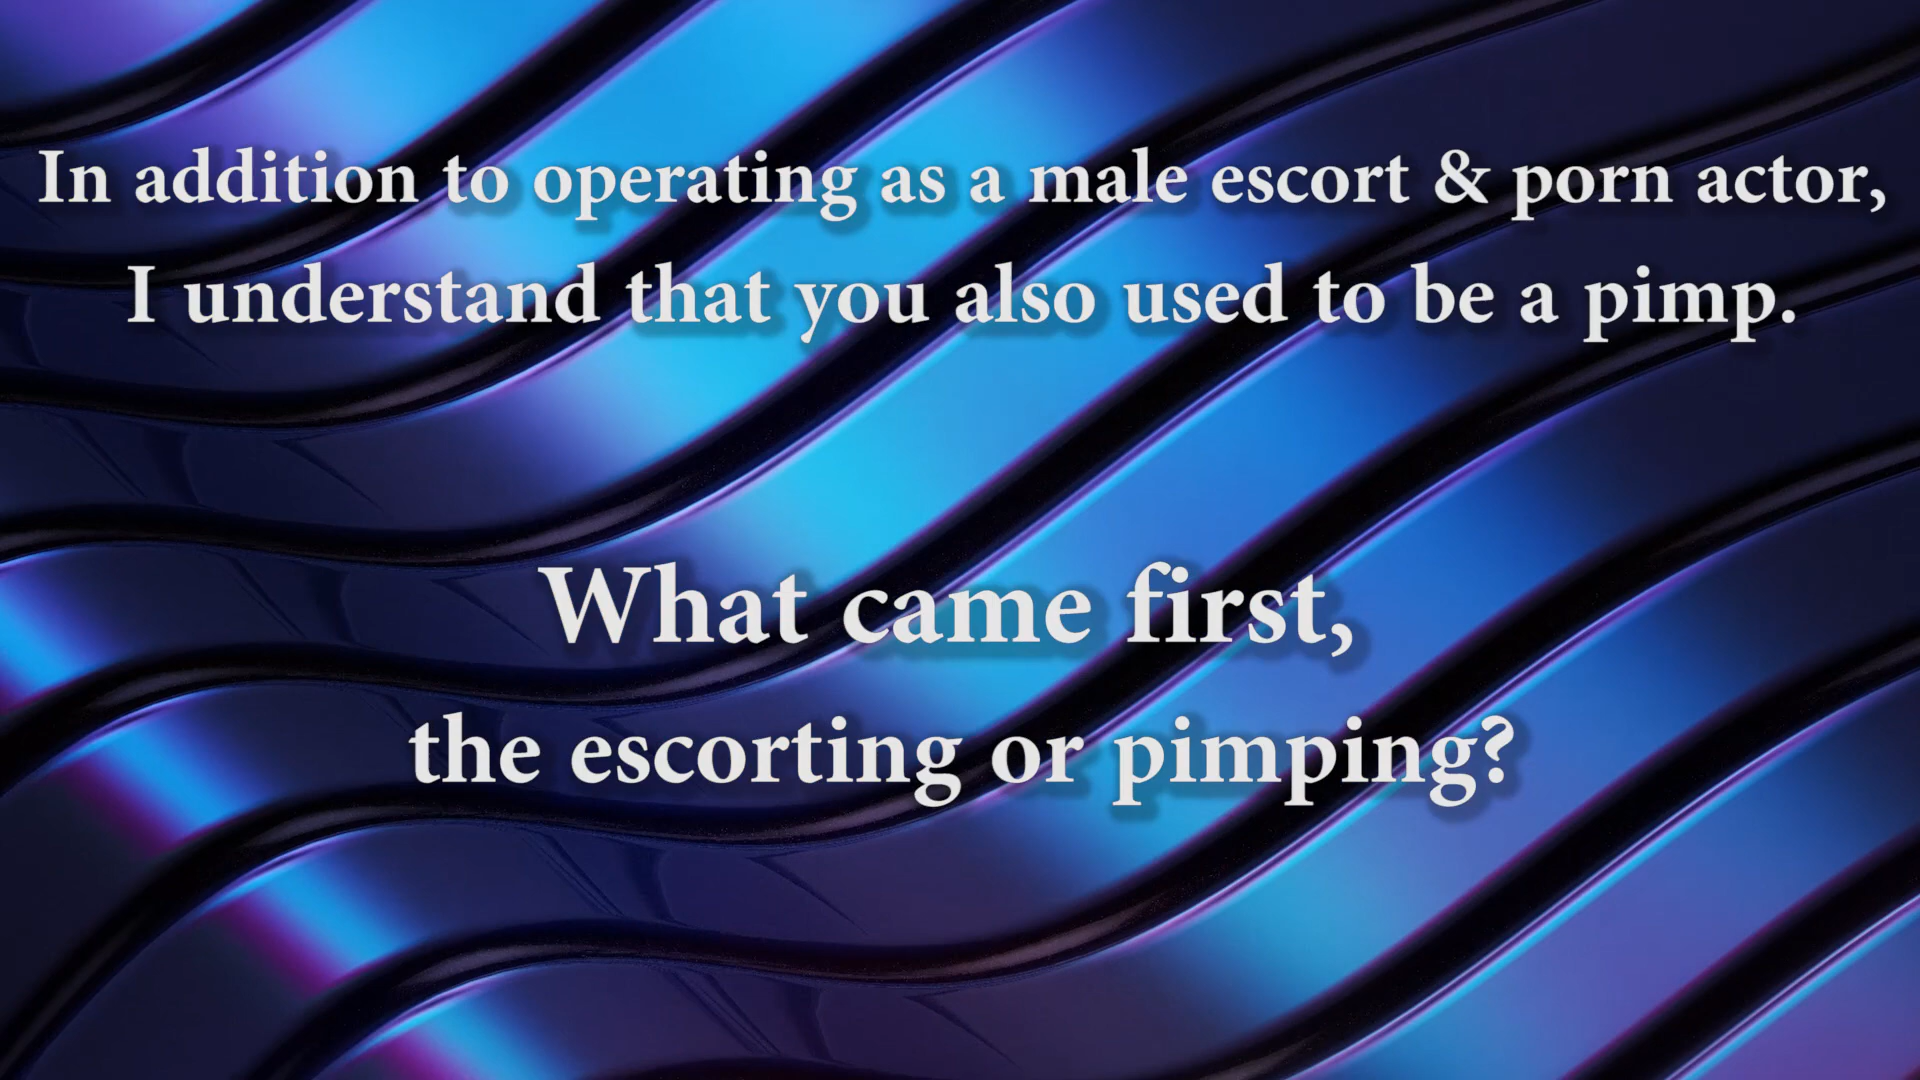 In addition to operating as a male escort & porn actor,
I understand that you also used to be a pimp.
What came first,
the escorting or pimping?